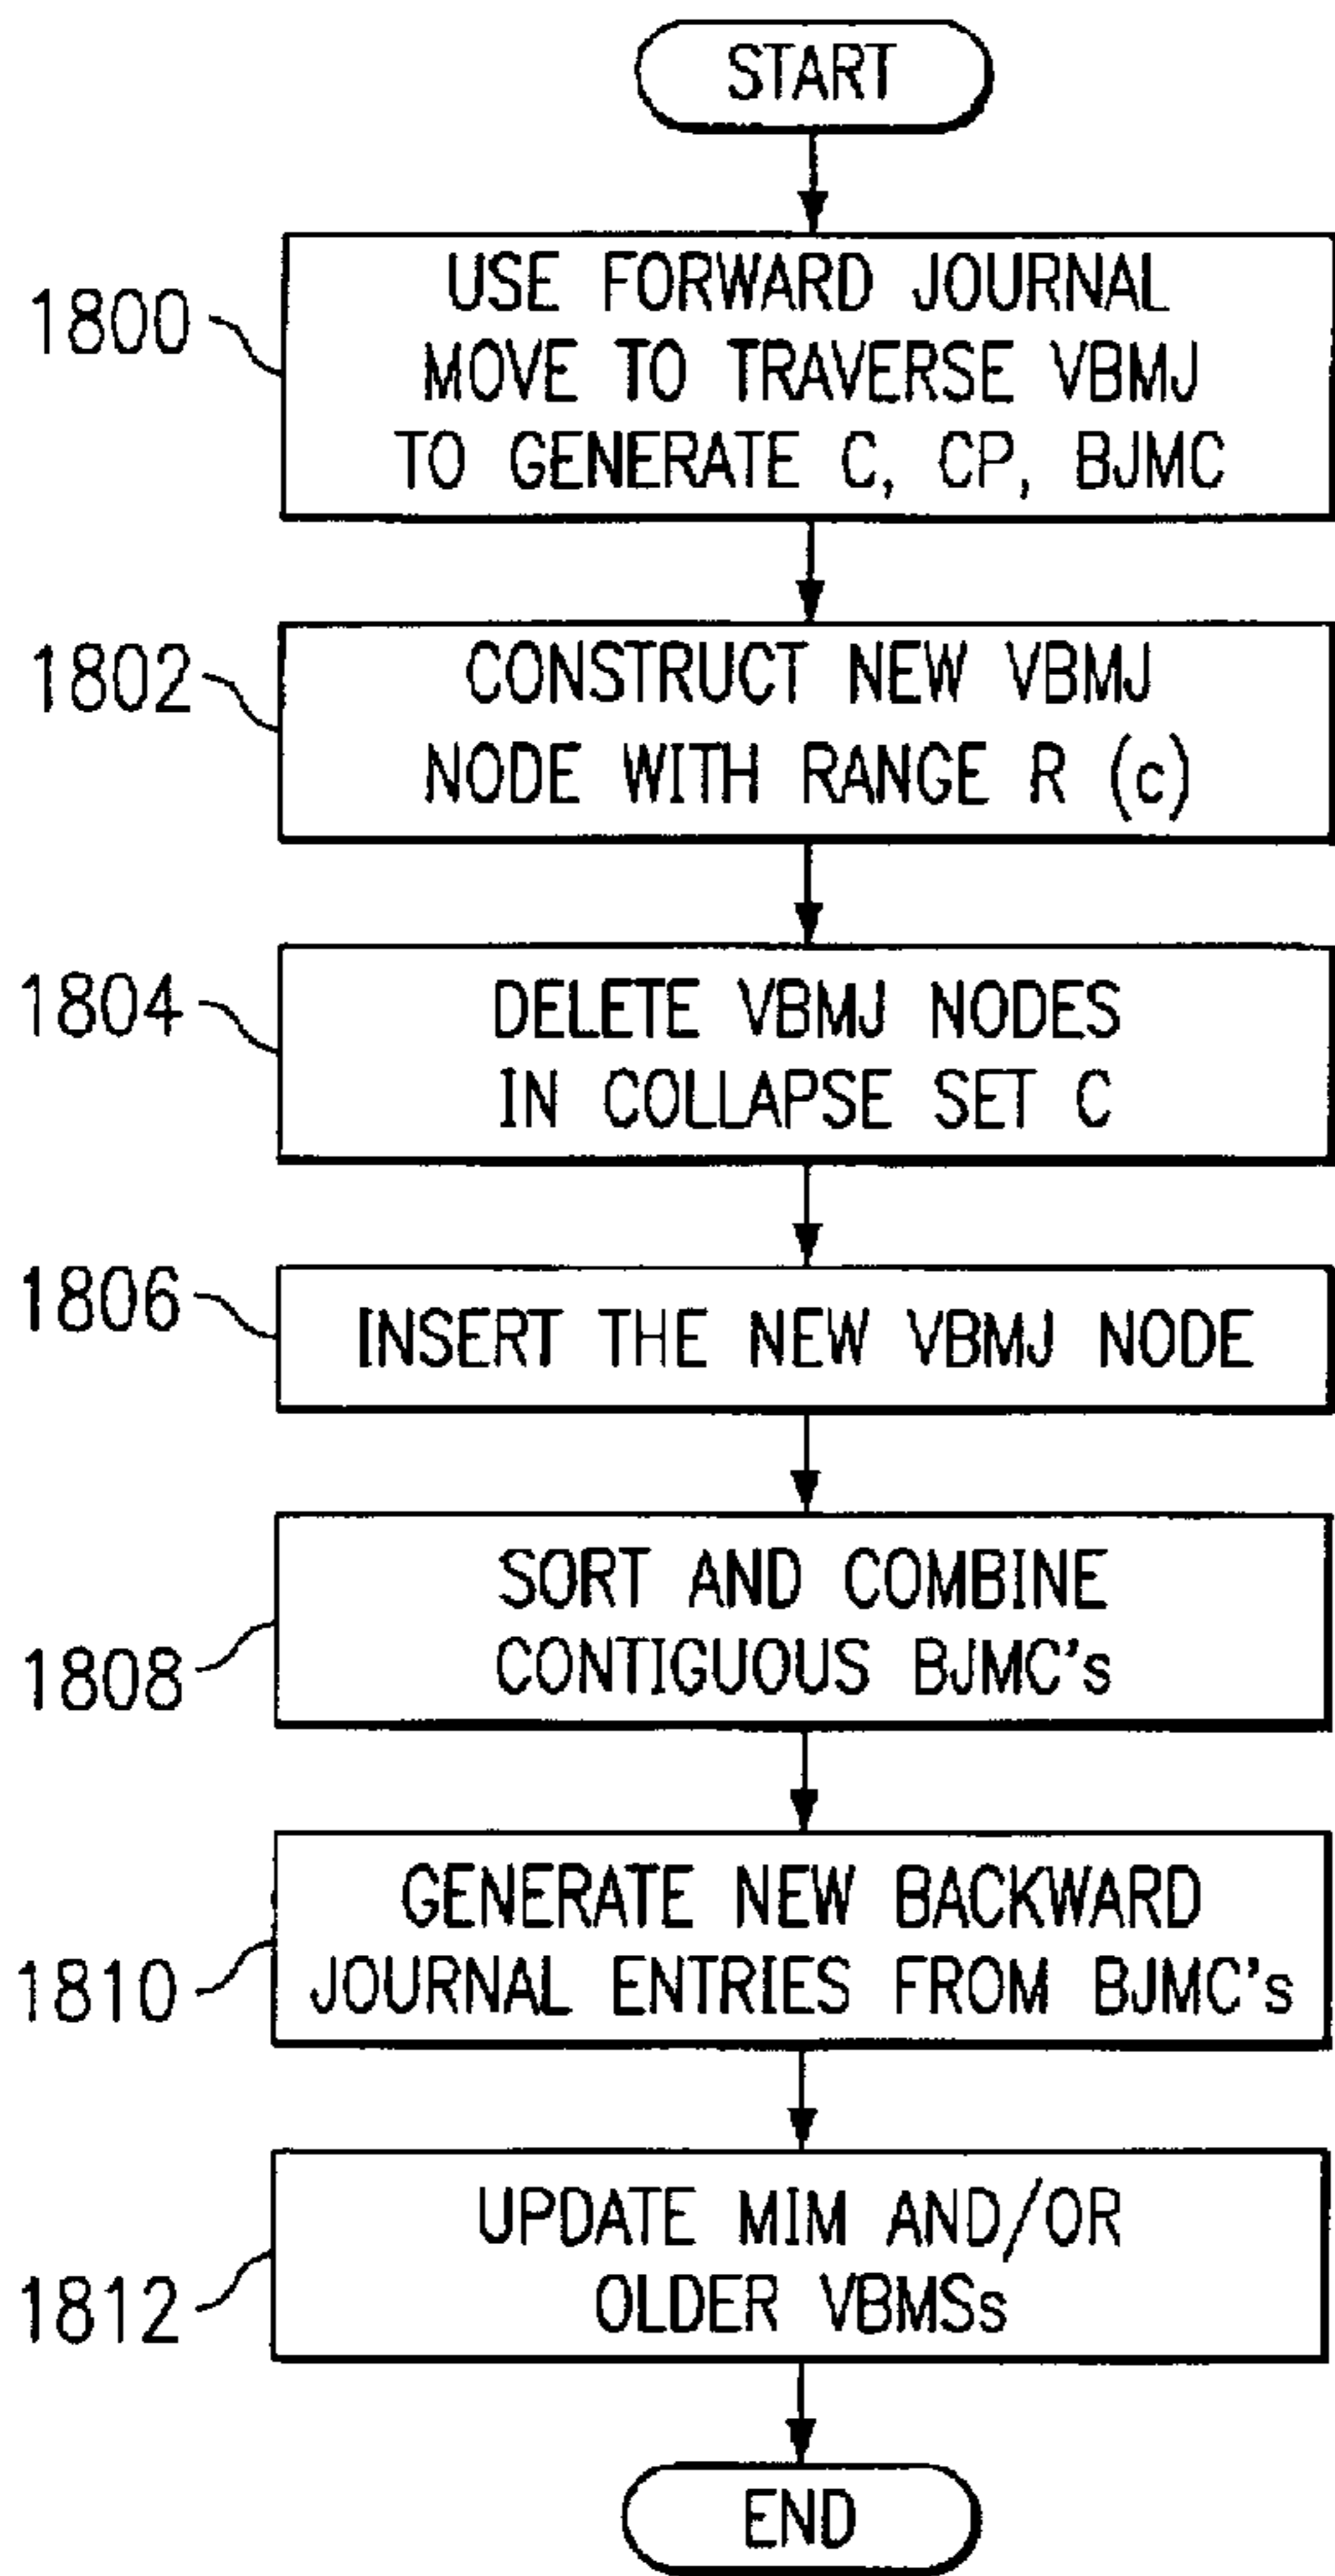 START
1800
USE FORWARD JOURNAL
MOVE TO TRAVERSE VBMJ
TO GENERATE C, CP, BJMC
1802
CONSTRUCT NEW VBMJ
NODE WITH RANGE R (c)
1804
DELETE VBMJ NODES
IN COLLAPSE SET C
1806
INSERT THE NEW VBMJ NODE
1808
SORT AND COMBINE
CONTIGUOUS BJMC's
1810
GENERATE NEW BACKWARD
JOURNAL ENTRIES FROM BJMC's
1812
UPDATE MIM AND/OR
OLDER VBMSs
END